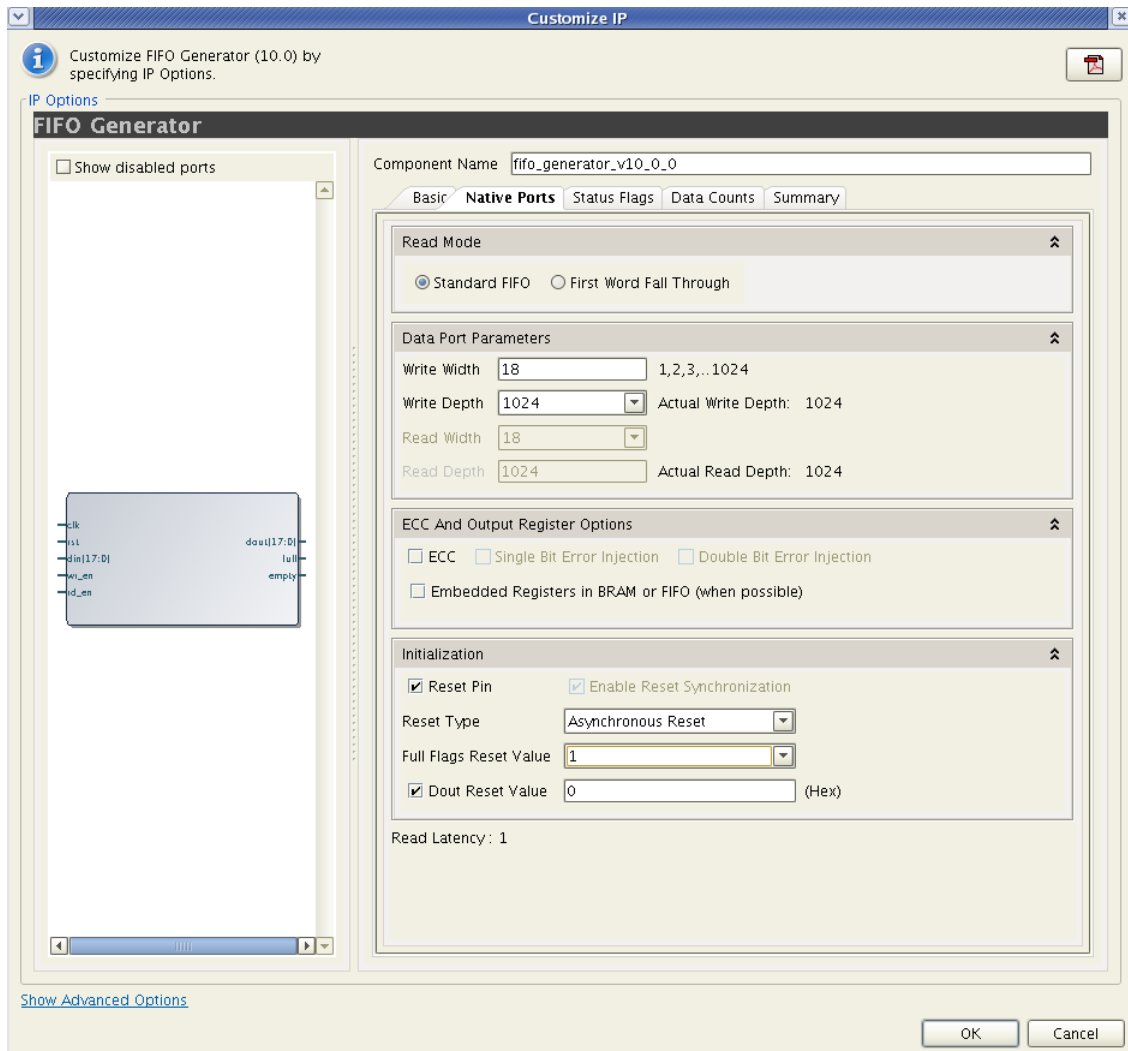 Customize IP
Customize FIFO Generator (10.0) by
specifying IP Options.
IP Options
FIFO Generator
Show disabled ports
clk
rst
din[17:0]
wr_en
rd_en
dout[17:0]
full
empty
Component Name fifo_generator_v10_0_0
Basic Native Ports Status Flags Data Counts Summary
Read Mode
Standard FIFO First Word Fall Through
Data Port Parameters
Write Width 18 1,2,3,..1024
Write Depth 1024 Actual Write Depth: 1024
Read Width 18
Read Depth 1024 Actual Read Depth: 1024
ECC And Output Register Options
ECC Single Bit Error Injection Double Bit Error Injection
Embedded Registers in BRAM or FIFO (when possible)
Initialization
Reset Pin Enable Reset Synchronization
Reset Type Asynchronous Reset
Full Flags Reset Value 1
Dout Reset Value 0 (Hex)
Read Latency : 1
Show Advanced Options
OK Cancel